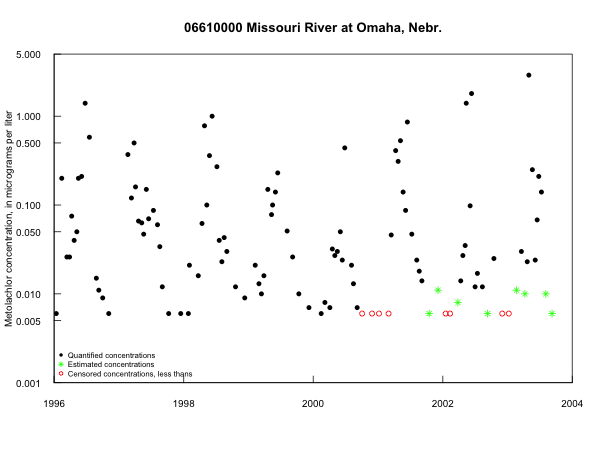 06610000 Missouri River at Omaha, Nebr.
Metolachlor concentration, in micrograms per liter
5.000
1.000
0.500
0.100
0.050
0.010
0.005
0.001
Quantified concentrations
Estimated concentrations
Censored concentrations, less thans
1996 1998 2000 2002 2004